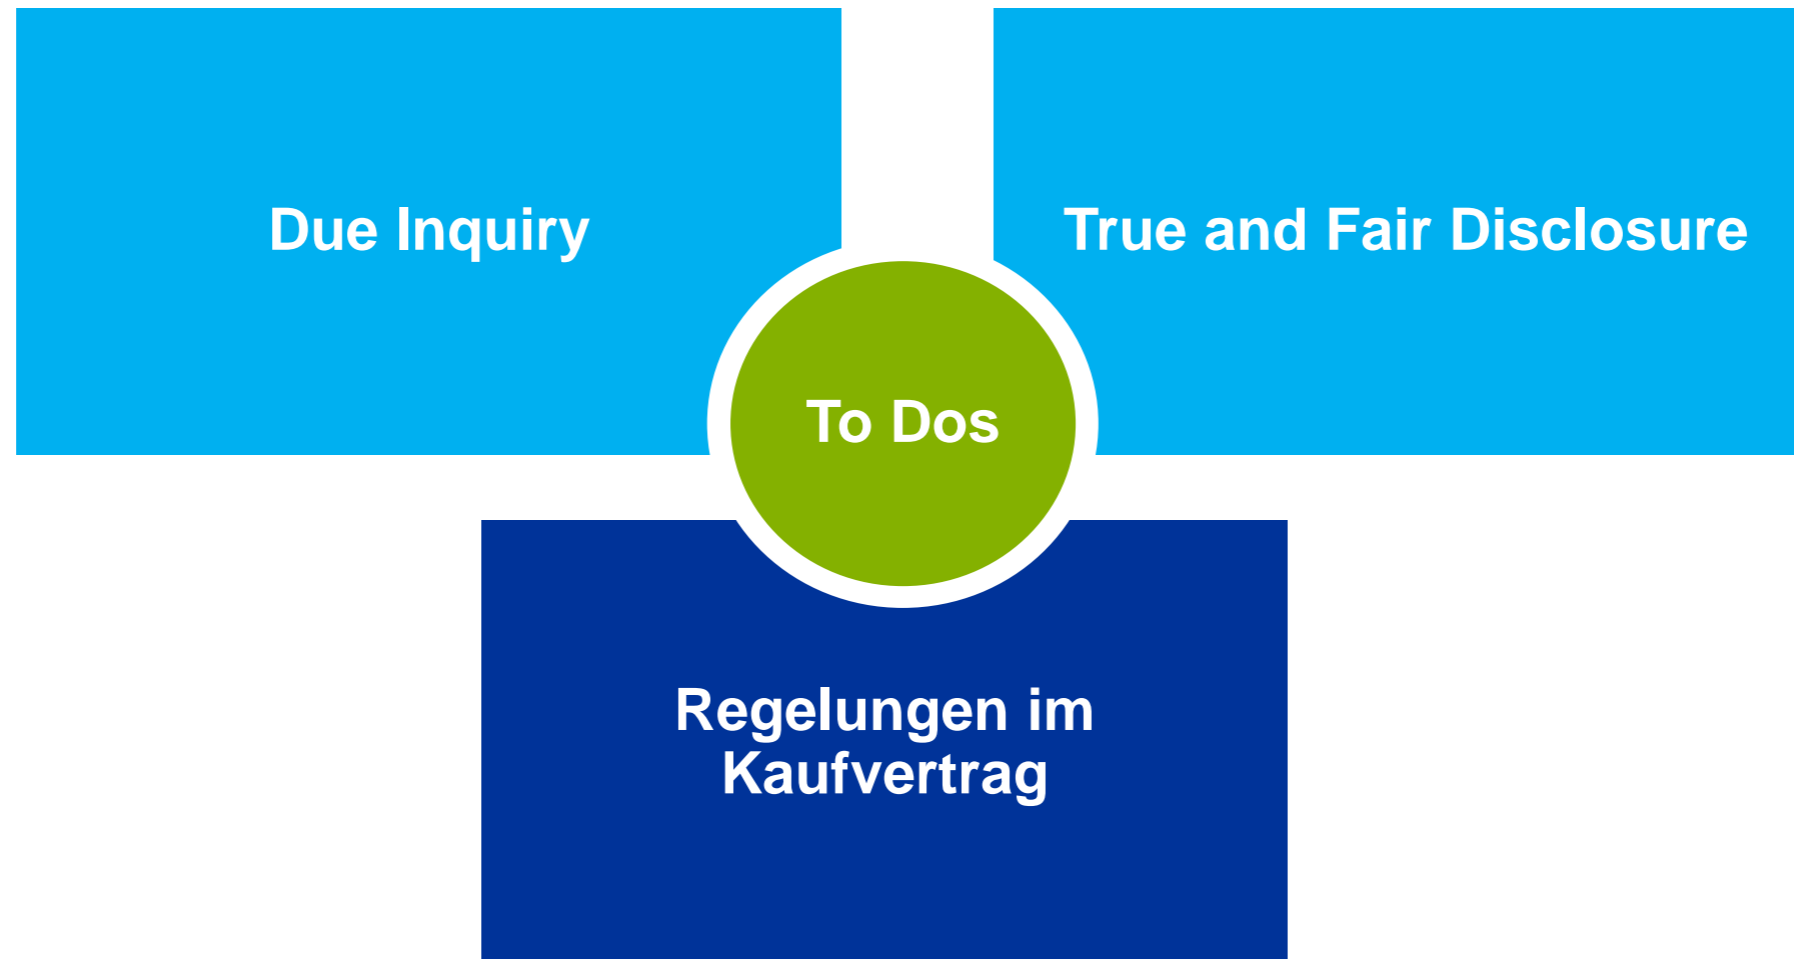 Due Inquiry
True and Fair Disclosure
To Dos
Regelungen im
Kaufvertrag